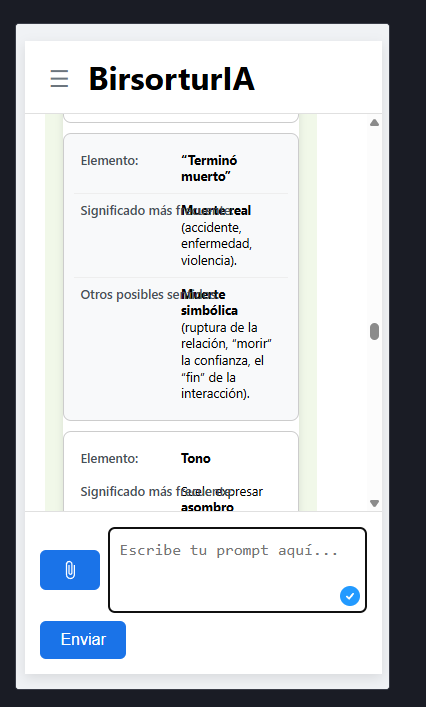 BirsorturIA
Elemento:
“Terminó
muerto”
Significado más frecuente:
Muerte real
(accidente,
enfermedad,
violencia).
Otros posibles sentidos:
Muerte
simbólica
(ruptura de la
relación, “morir”
la confianza, el
“fin” de la
interacción).
Elemento:
Tono
Significado más frecuente:
Suele expresar
asombro
Escribe tu prompt aquí...
Enviar